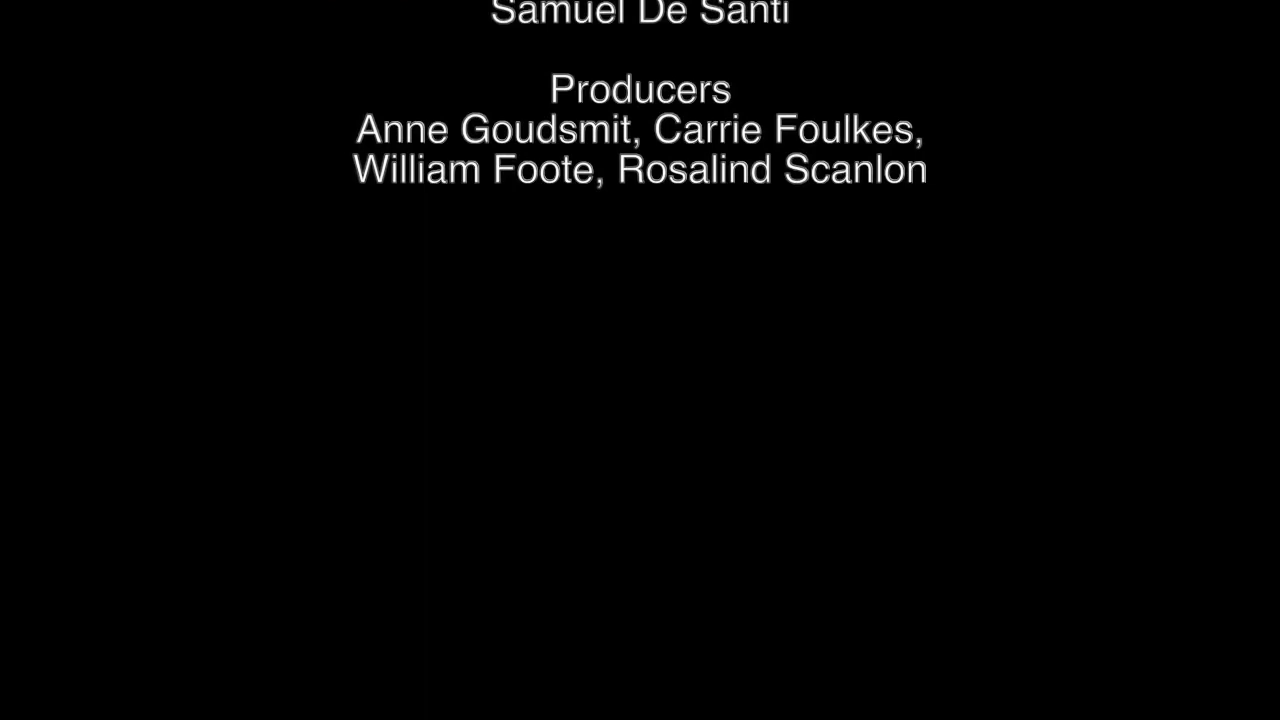 Samuel De Santi
Producers
Anne Goudsmit, Carrie Foulkes,
William Foote, Rosalind Scanlon